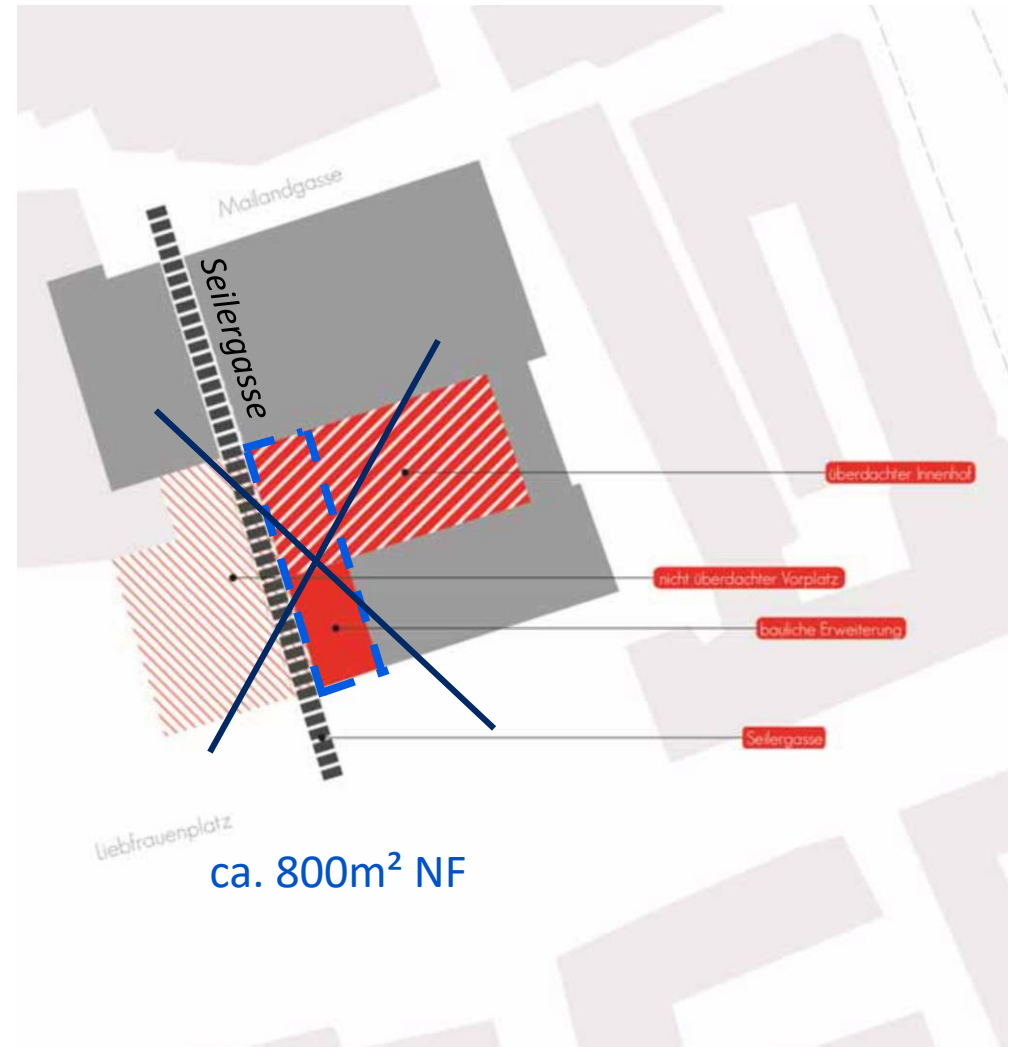 Mailandgasse
Seilergasse
überdachter Innenhof
nicht überdachter Vorplatz
bauliche Erweiterung
Seilergasse
Liebfrauenplatz
ca. 800m² NF